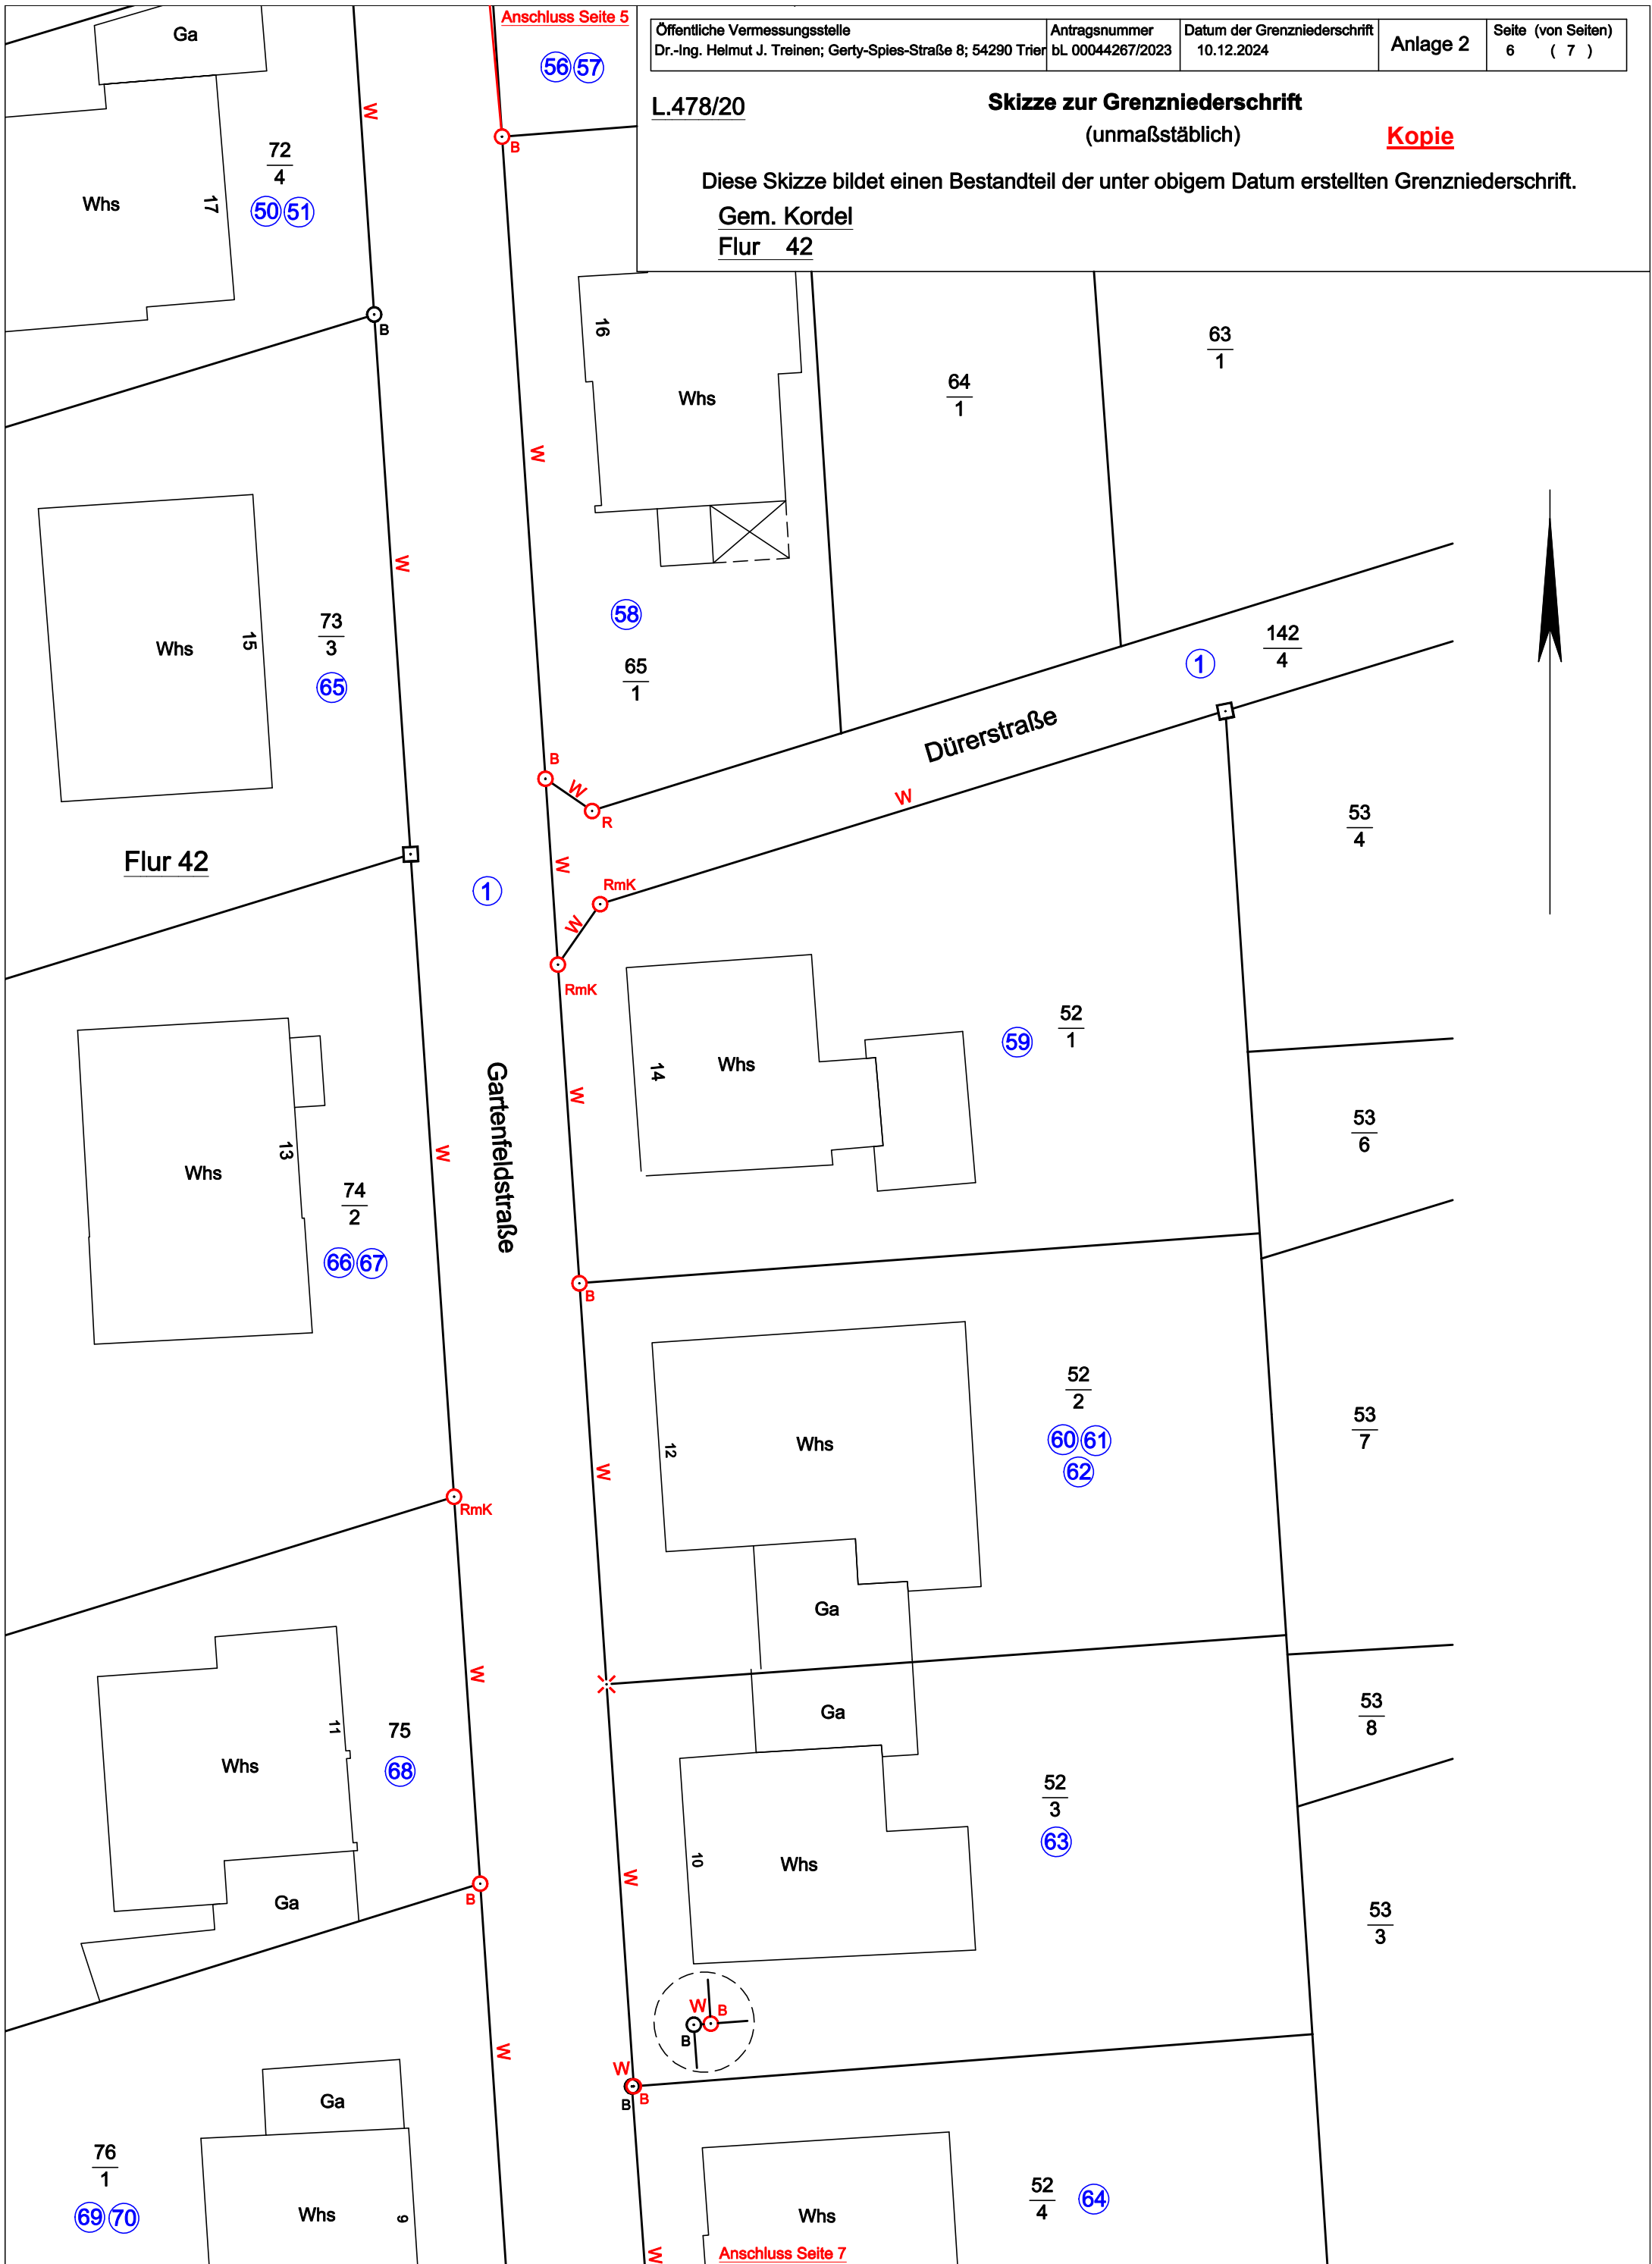 Anschluss Seite 5
Öffentliche Vermessungsstelle
Dr.-Ing. Helmut J. Treinen; Gerty-Spies-Straße 8; 54290 Trier
Antragsnummer
bL 00044267/2023
Datum der Grenzniederschrift
10.12.2024
Anlage 2
Seite (von Seiten)
6 ( 7 )
L.478/20
Skizze zur Grenzniederschrift
(unmaßstäblich)
Kopie
Diese Skizze bildet einen Bestandteil der unter obigem Datum erstellten Grenzniederschrift.
Gem. Kordel
Flur 42
Ga
56 57
W
B
72
4
50 51
Whs
17
B
16
Whs
63
1
64
1
W
W
58
65
1
73
3
65
Whs
15
142
4
1
Dürerstraße
B
W
R
W
53
4
Flur 42
W
1
RmK
W
RmK
52
1
59
14
Whs
W
Gartenfeldstraße
53
6
13
Whs
W
74
2
66 67
B
52
2
60 61
62
53
7
12
Whs
W
RmK
Ga
W
53
8
Ga
11
75
68
Whs
52
3
63
10
Whs
W
B
Ga
53
3
W
W B
B
W
B B
Ga
76
1
69 70
Whs
9
52
4
64
Whs
W
Anschluss Seite 7